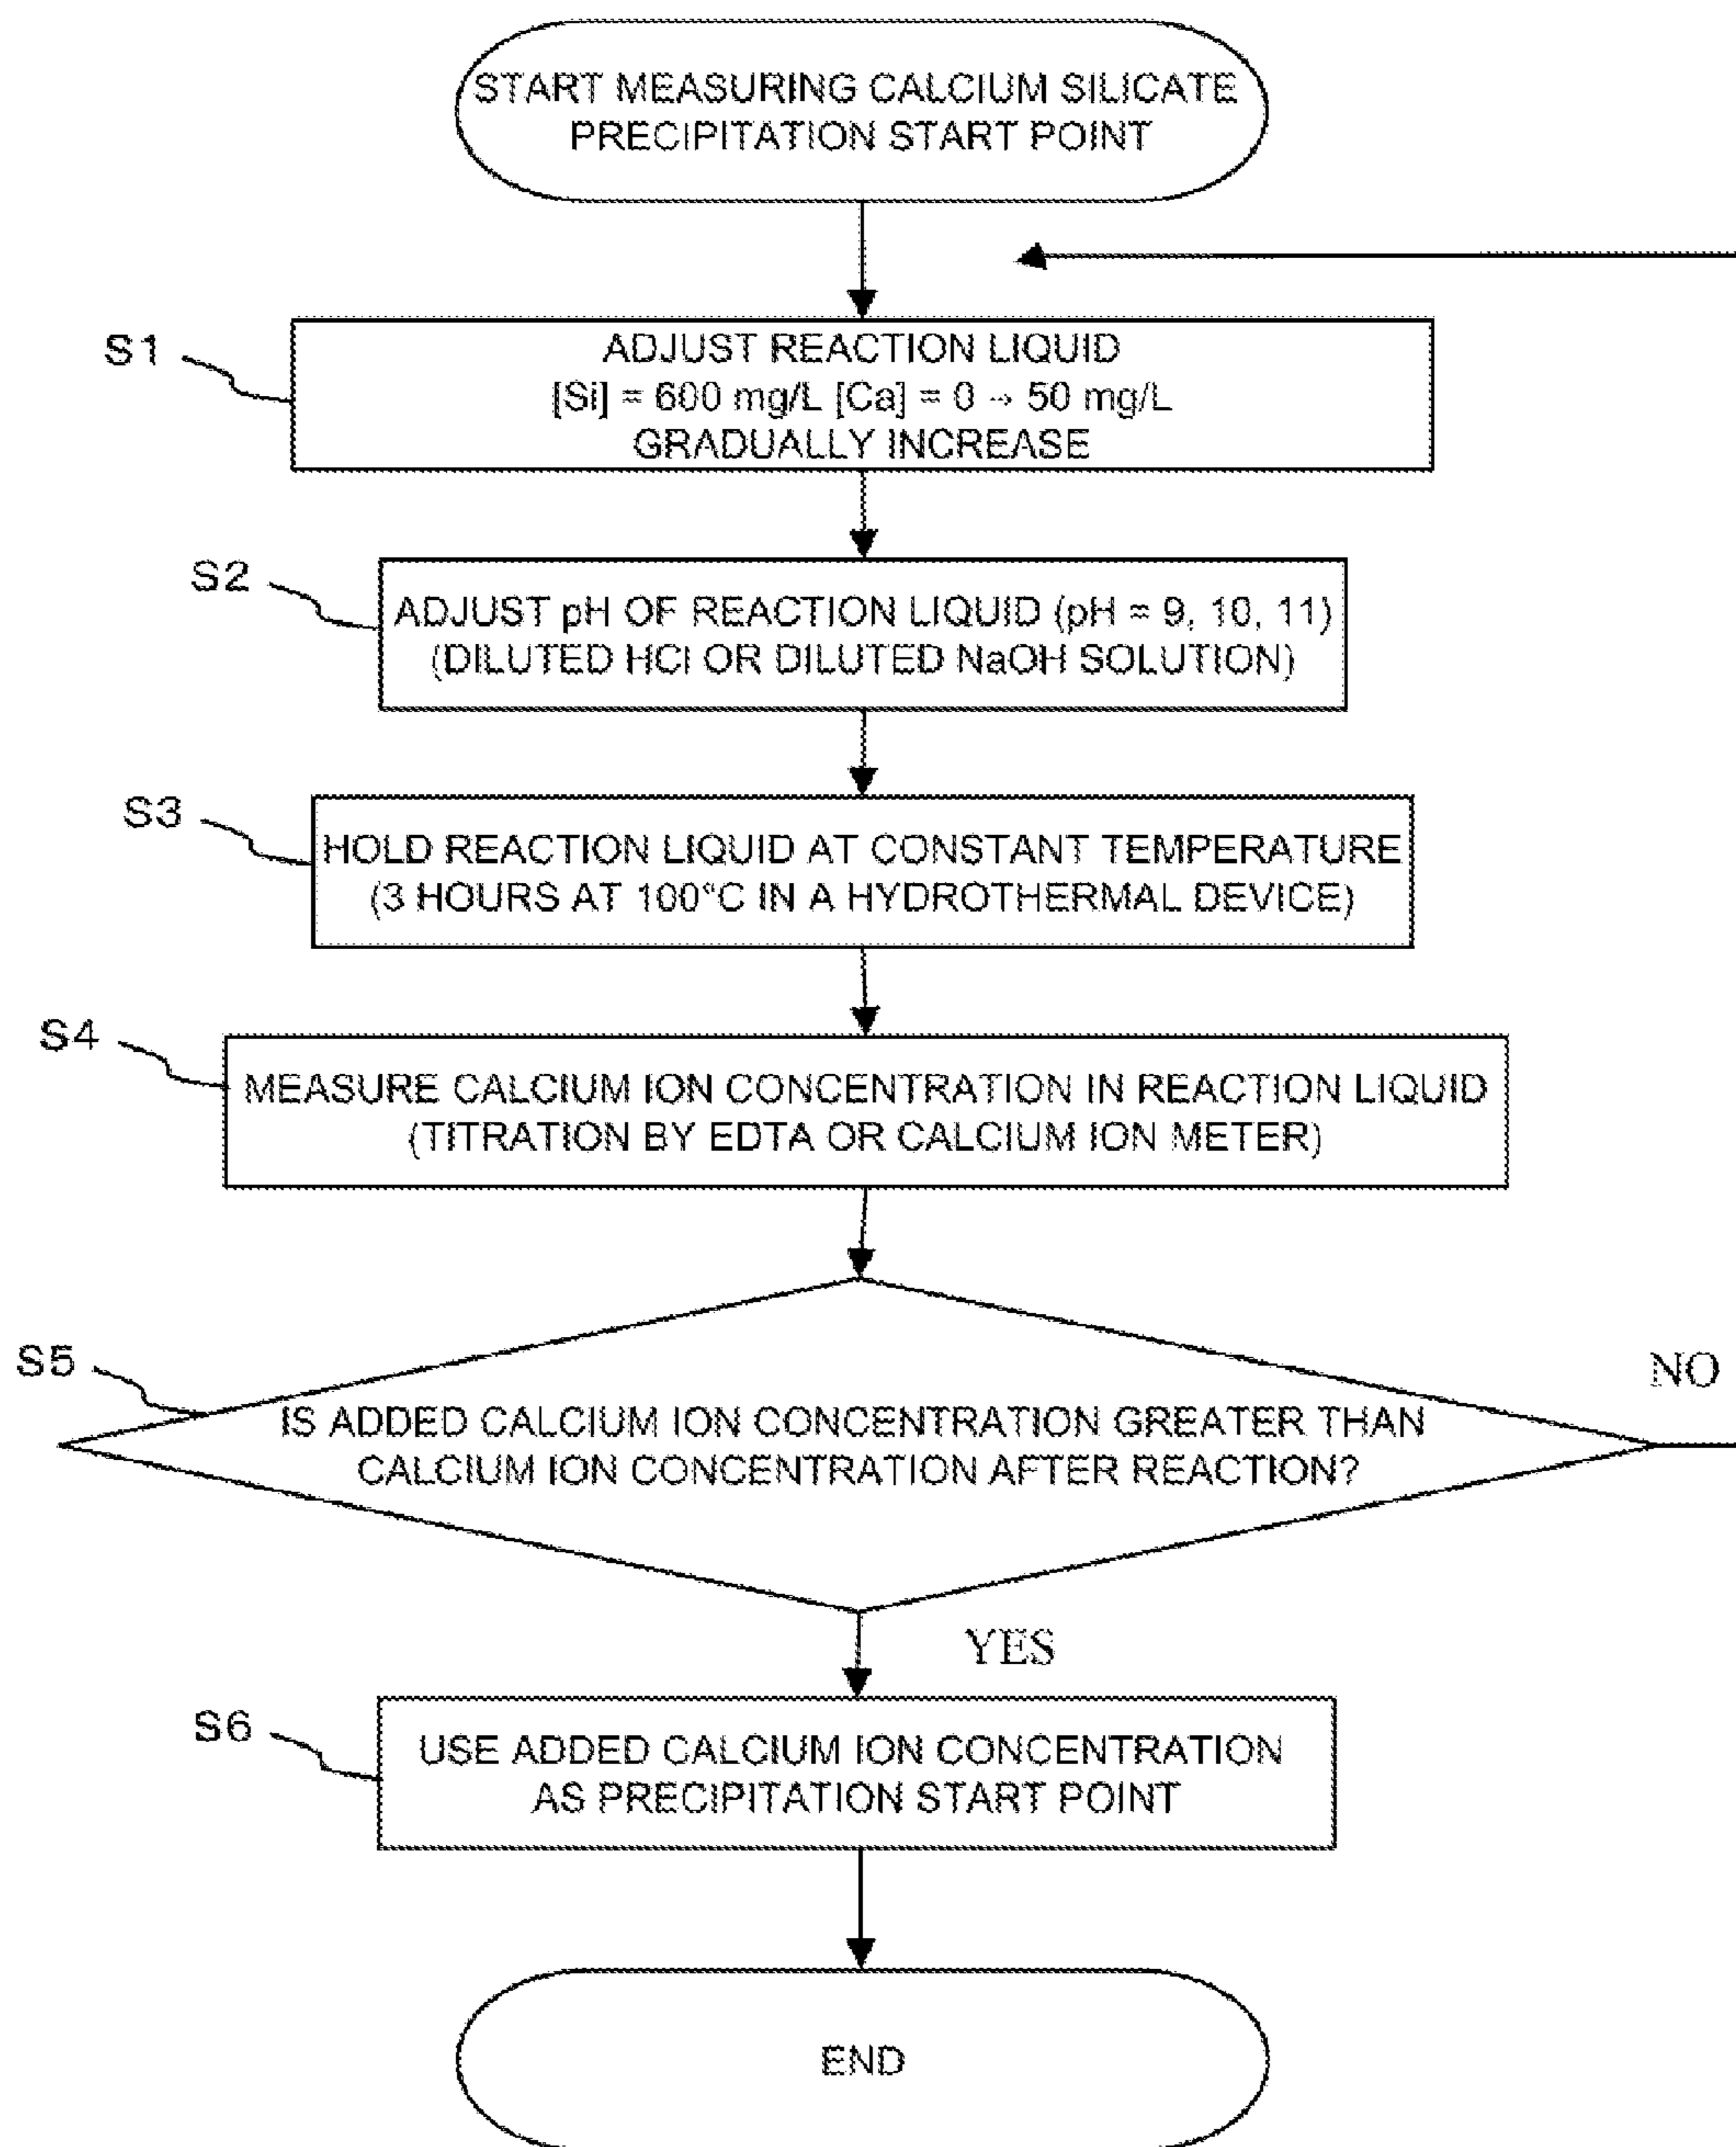 START MEASURING CALCIUM SILICATE
PRECIPITATION START POINT
S1
ADJUST REACTION LIQUID
[Si] = 600 mg/L [Ca] = 0 → 50 mg/L
GRADUALLY INCREASE
S2
ADJUST pH OF REACTION LIQUID (pH = 9, 10, 11)
(DILUTED HCl OR DILUTED NaOH SOLUTION)
S3
HOLD REACTION LIQUID AT CONSTANT TEMPERATURE
(3 HOURS AT 100°C IN A HYDROTHERMAL DEVICE)
S4
MEASURE CALCIUM ION CONCENTRATION IN REACTION LIQUID
(TITRATION BY EDTA OR CALCIUM ION METER)
S5
NO
IS ADDED CALCIUM ION CONCENTRATION GREATER THAN
CALCIUM ION CONCENTRATION AFTER REACTION?
YES
S6
USE ADDED CALCIUM ION CONCENTRATION
AS PRECIPITATION START POINT
END